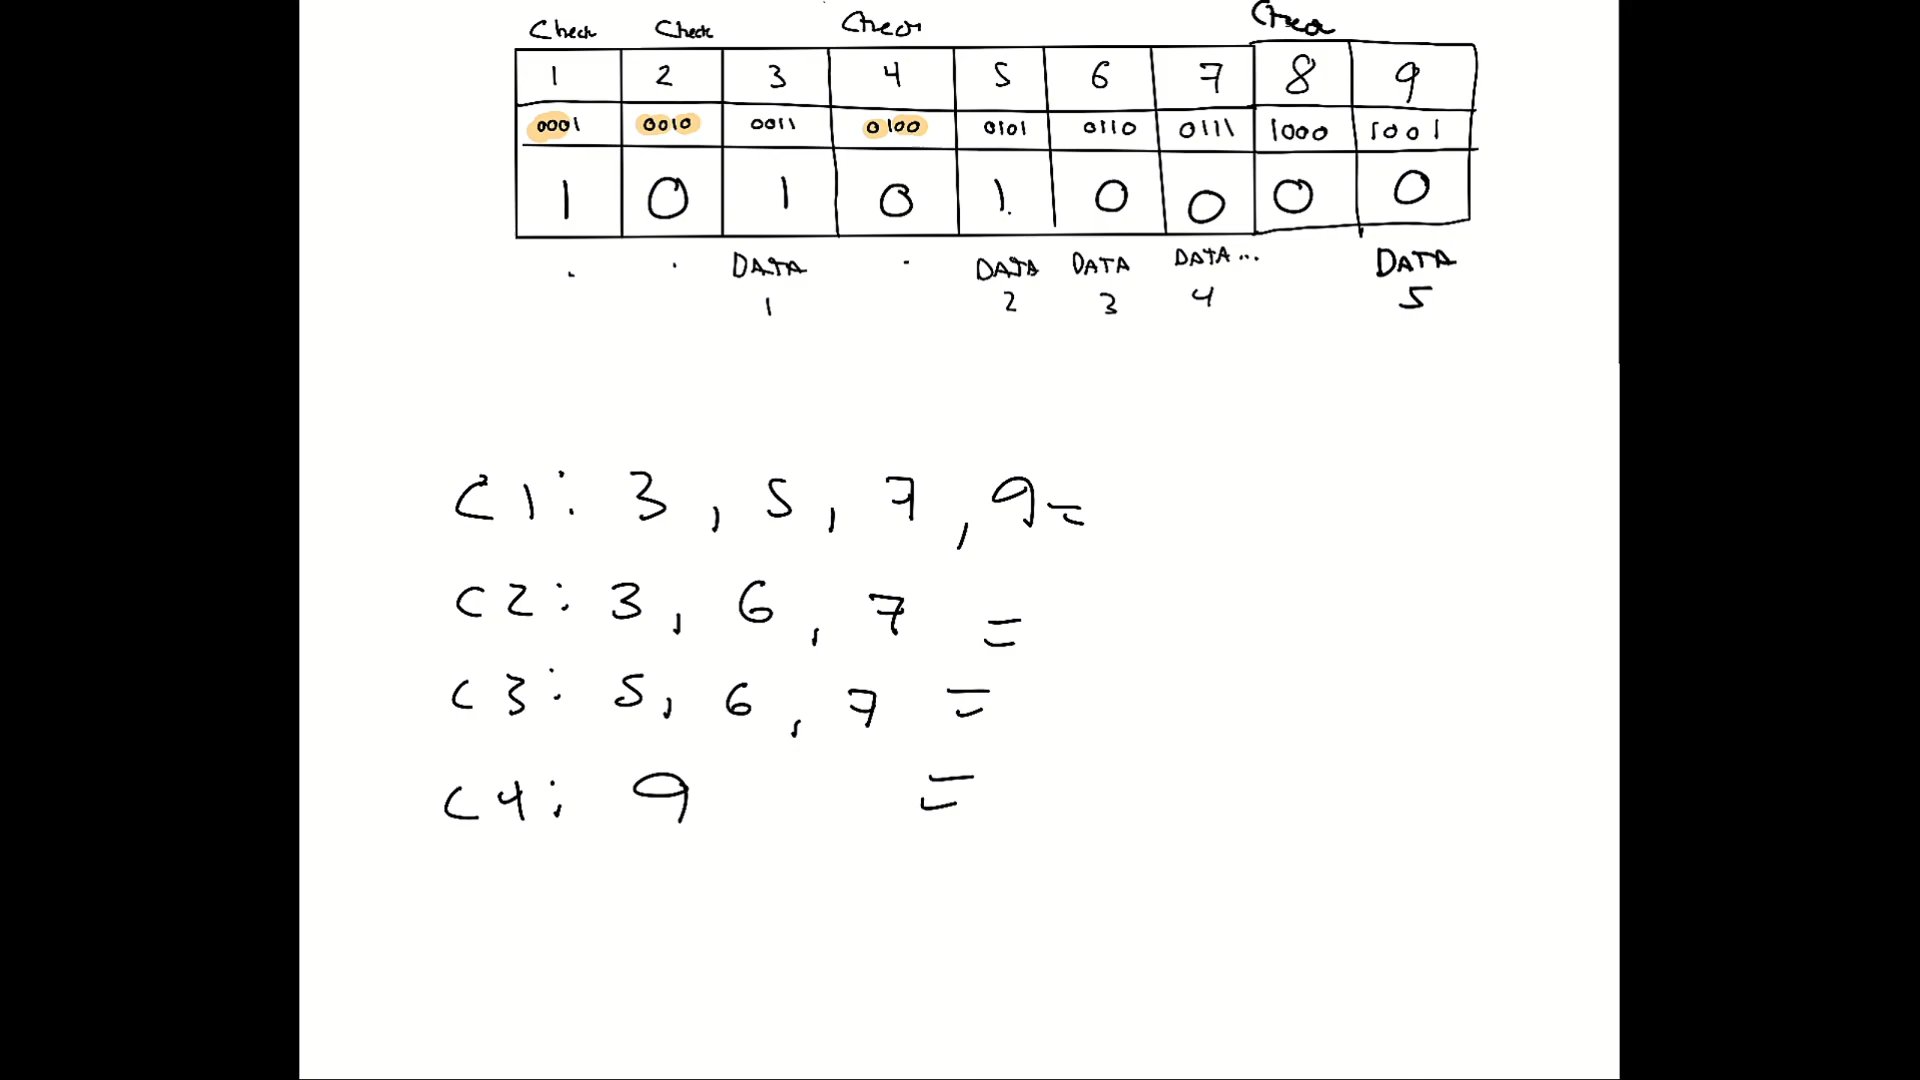 Check Check Check
1 2 3 4 5 6 7 8 9
0001 0010 0011 0100 0101 0110 0111 1000 1001
1 0 1 0 1. 0 0 0 0
. . DATA . DATA DATA DATA... DATA
1 2 3 4 5
C1: 3, 5, 7, 9=
C2: 3, 6, 7 =
C3: 5, 6, 7 =
C4: 9 =